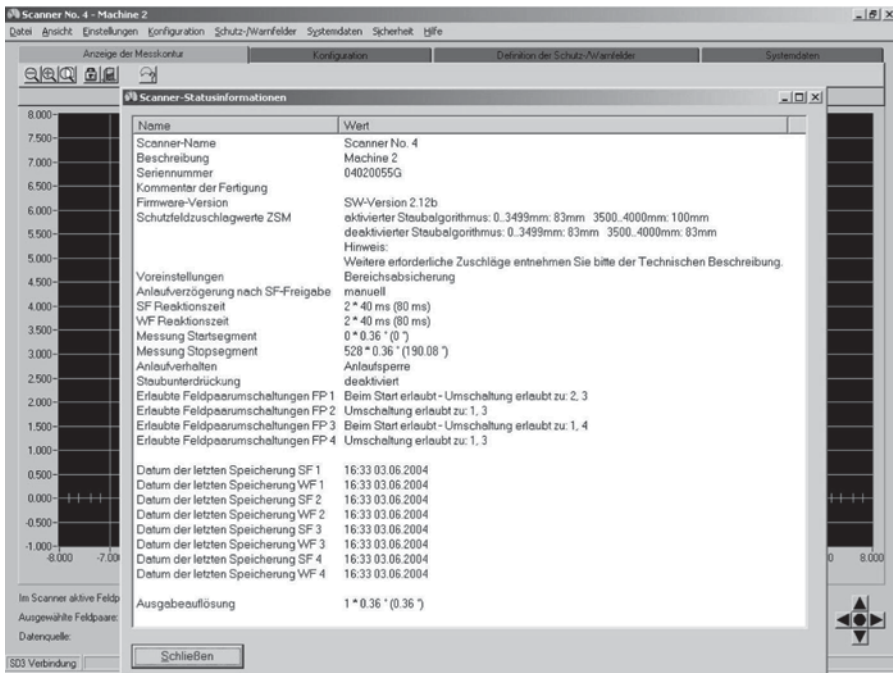 Scanner No. 4 - Machine 2
Datei Ansicht Einstellungen Konfiguration Schutz-/Warnfelder Systemdaten Sicherheit Hilfe
Anzeige der Messkontur Konfiguration Definition der Schutz-/Warnfelder Systemdaten
Scanner-Statusinformationen
Name Wert
Scanner-Name Scanner No. 4
Beschreibung Machine 2
Seriennummer 04020055G
Kommentar der Fertigung
Firmware-Version SW-Version 2.12b
Schutzfeldzuschlagwerte ZSM aktivierter Staubalgorithmus: 0..3499mm: 83mm 3500..4000mm: 100mm
deaktivierter Staubalgorithmus: 0..3499mm: 83mm 3500..4000mm: 83mm
Hinweis:
Weitere erforderliche Zuschläge entnehmen Sie bitte der Technischen Beschreibung.
Voreinstellungen Bereichsabsicherung
Anlaufverzögerung nach SF-Freigabe manuell
SF Reaktionszeit 2 * 40 ms (80 ms)
WF Reaktionszeit 2 * 40 ms (80 ms)
Messung Startsegment 0 * 0.36 ° (0 °)
Messung Stopsegment 528 * 0.36 ° (190.08 °)
Anlaufverhalten Anlaufsperre
Staubunterdrückung deaktiviert
Erlaubte Feldpaarumschaltungen FP 1 Beim Start erlaubt - Umschaltung erlaubt zu: 2, 3
Erlaubte Feldpaarumschaltungen FP 2 Umschaltung erlaubt zu: 1, 3
Erlaubte Feldpaarumschaltungen FP 3 Beim Start erlaubt - Umschaltung erlaubt zu: 1, 4
Erlaubte Feldpaarumschaltungen FP 4 Umschaltung erlaubt zu: 1, 3
Datum der letzten Speicherung SF 1 16:33 03.06.2004
Datum der letzten Speicherung WF 1 16:33 03.06.2004
Datum der letzten Speicherung SF 2 16:33 03.06.2004
Datum der letzten Speicherung WF 2 16:33 03.06.2004
Datum der letzten Speicherung SF 3 16:33 03.06.2004
Datum der letzten Speicherung WF 3 16:33 03.06.2004
Datum der letzten Speicherung SF 4 16:33 03.06.2004
Datum der letzten Speicherung WF 4 16:33 03.06.2004
Ausgabeauflösung 1 * 0.36 ° (0.36 °)
Schließen
8.000
7.500
7.000
6.500
6.000
5.500
5.000
4.500
4.000
3.500
3.000
2.500
2.000
1.500
1.000
0.500
0.000
-0.500
-1.000
-8.000 -7.00 0 8.000
Im Scanner aktive Feldp
Ausgewählte Feldpaare:
Datenquelle:
SD3 Verbindung